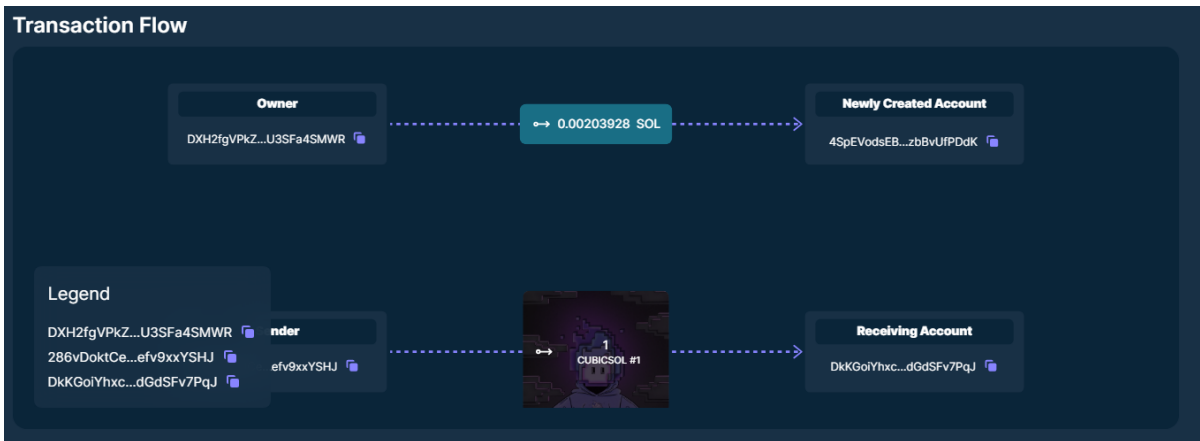 Transaction Flow
Owner
DXH2fgVPkZ...U3SFa4SMWR
0.00203928 SOL
Newly Created Account
4SpEVodsEB...zbBvUfPDdK
Legend
DXH2fgVPkZ...U3SFa4SMWR
286vDoktCe...efv9xxYSHJ
DkKGoiYhxc...dGdSFv7PqJ
nder
.efv9xxYSHJ
1
CUBICSOL #1
Receiving Account
DkKGoiYhxc...dGdSFv7PqJ